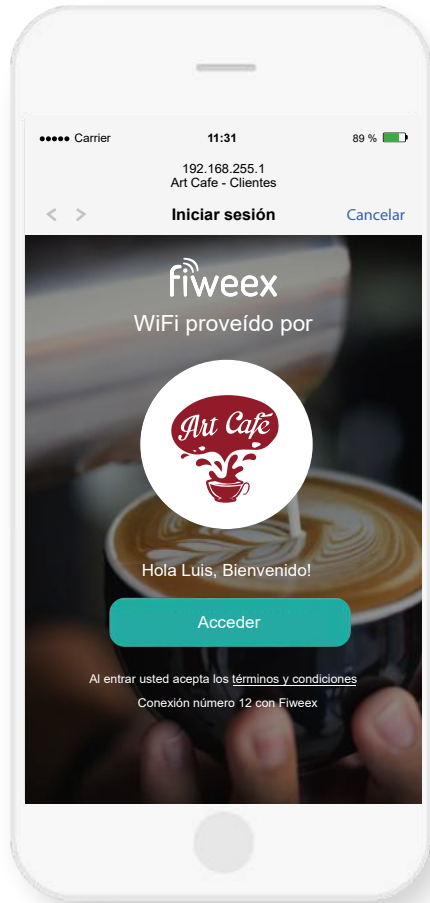 Carrier
11:31
89 %
192.168.255.1
Art Cafe - Clientes
< >
Iniciar sesión
Cancelar
fiweex
WiFi proveído por
Art Café
Hola Luis, Bienvenido!
Acceder
Al entrar usted acepta los términos y condiciones
Conexión número 12 con Fiweex